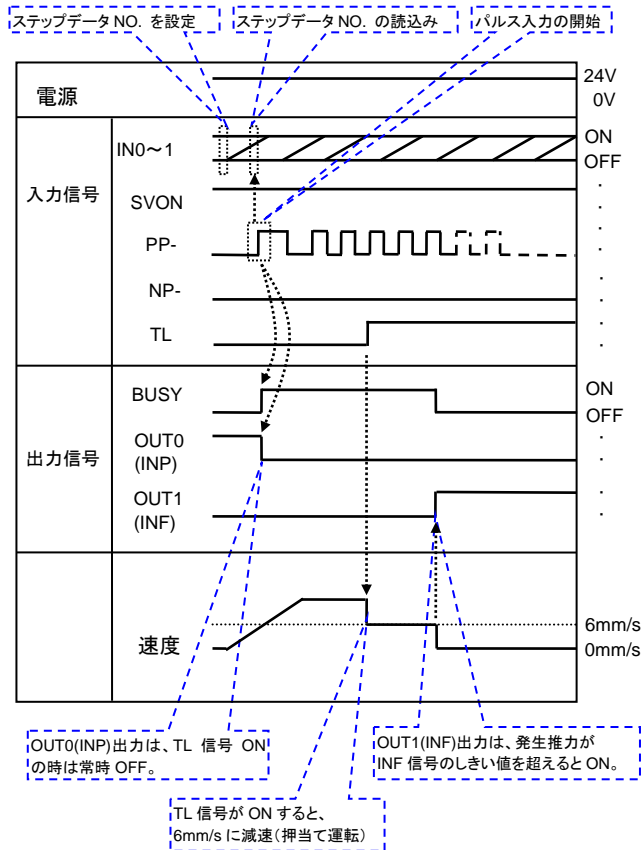 ステップデータ NO. を設定
ステップデータ NO. の読込み
パルス入力の開始
電源
24V
0V
入力信号
IN0～1
ON
OFF
SVON
・
PP-
・
NP-
・
TL
・
出力信号
BUSY
ON
OFF
OUT0
(INP)
・
・
OUT1
(INF)
・
・
速度
6mm/s
0mm/s
OUT0(INP)出力は、TL 信号 ON
の時は常時 OFF。
OUT1(INF)出力は、発生推力が
INF 信号のしきい値を超えると ON。
TL 信号が ON すると、
6mm/s に減速（押当て運転）